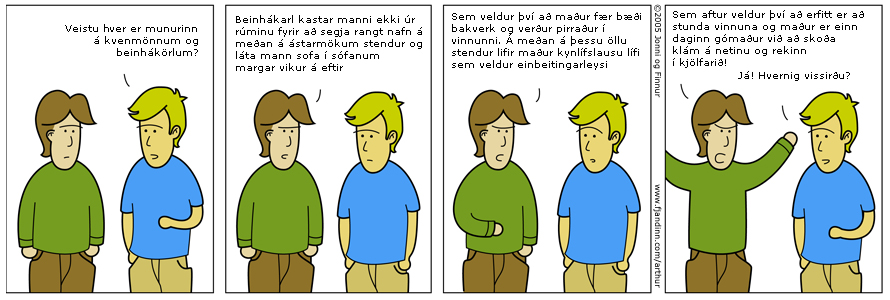 Veistu hver er munurinn
á kvenmönnum og
beinhákörlum?
Beinhákarl kastar manni ekki úr
rúminu fyrir að segja rangt nafn á
meðan á ástarmökum stendur og
láta mann sofa í sófanum
margar vikur á eftir
Sem veldur því að maður fær bæði
bakverk og verður pirraður í
vinnunni. Á meðan á þessu öllu
stendur lifir maður kynlífslausu lífi
sem veldur einbeitingarleysi
©2005 Jonni og Finnur
www.fjandinn.com/arthur
Sem aftur veldur því að erfitt er að
stunda vinnuna og maður er einn
daginn gómaður við að skoða
klám á netinu og rekinn
í kjölfarið!
Já! Hvernig vissirðu?